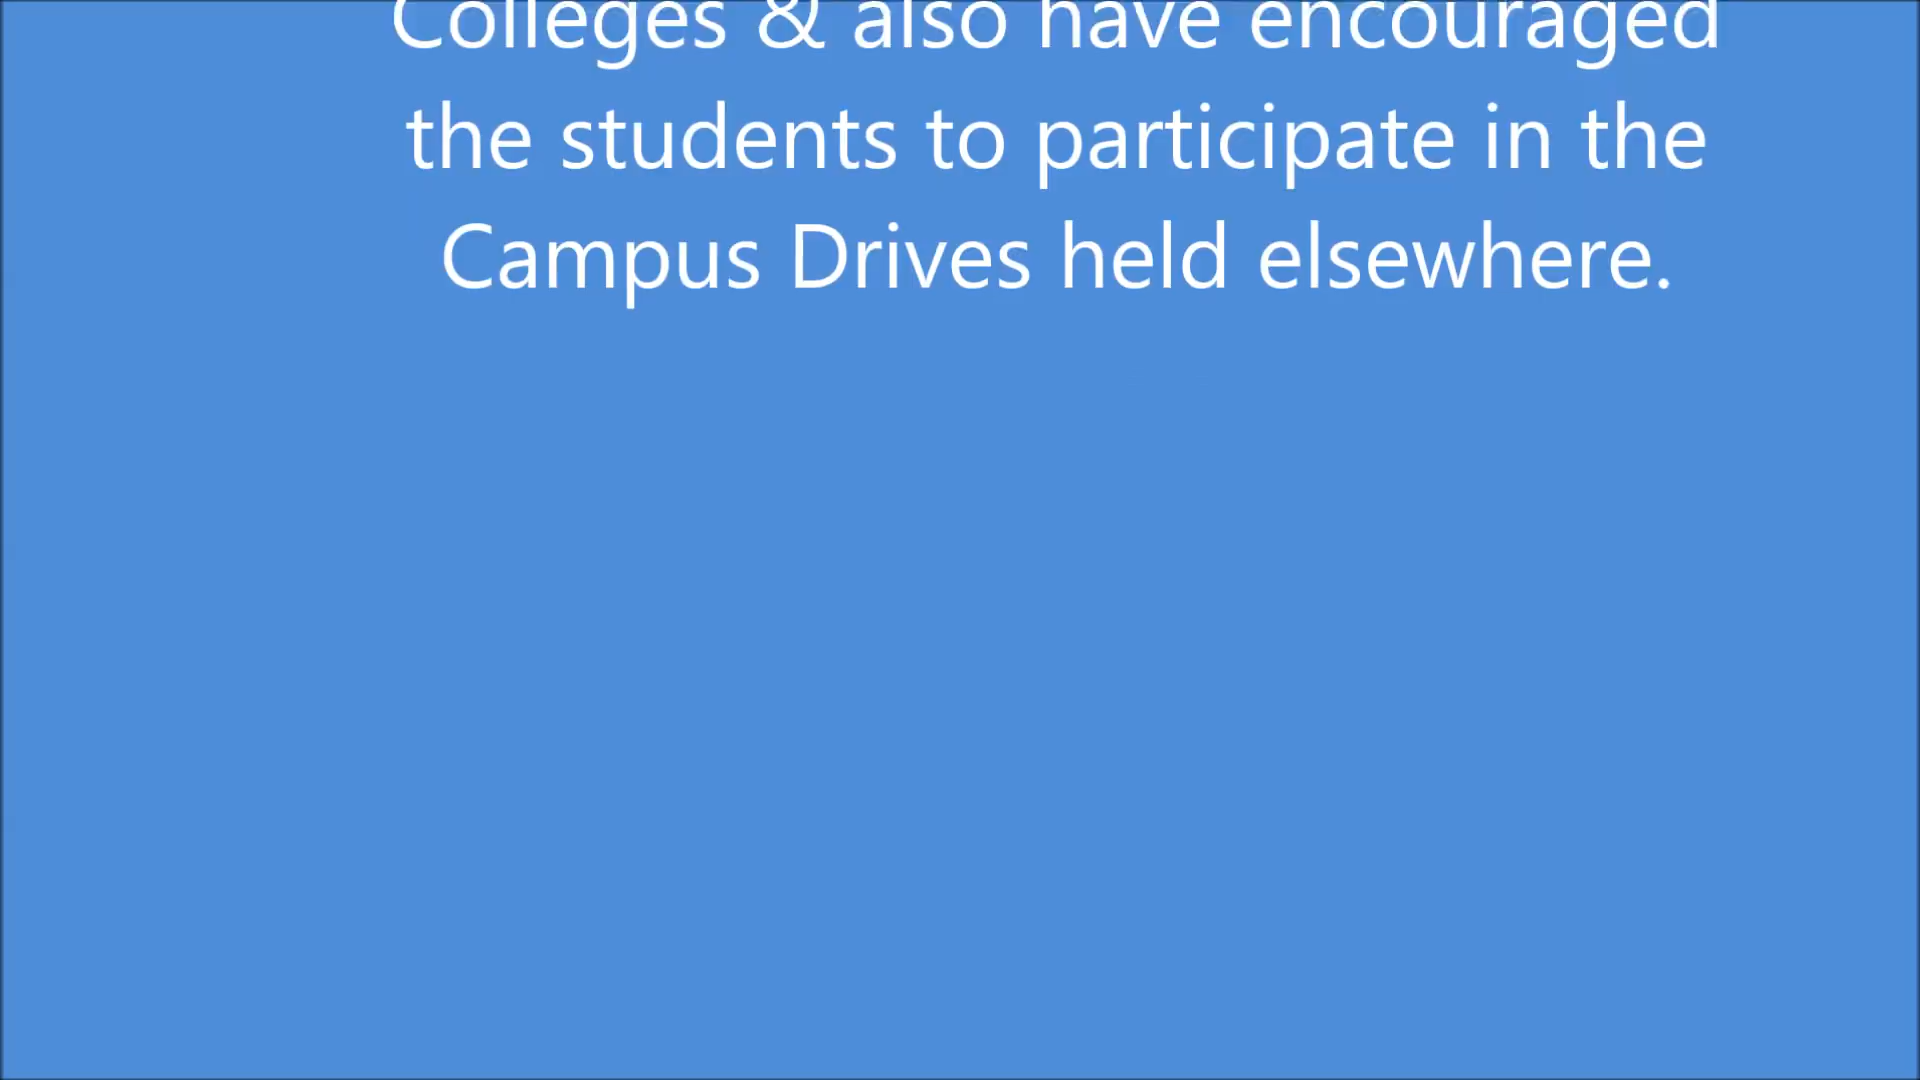 Colleges & also have encouraged
the students to participate in the
Campus Drives held elsewhere.